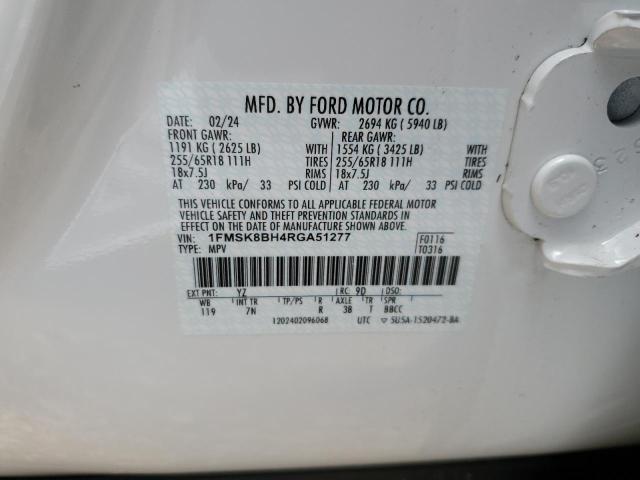 MFD. BY FORD MOTOR CO.
DATE: 02/24 GVWR: 2694 KG ( 5940 LB)
FRONT GAWR: REAR GAWR:
1191 KG ( 2625 LB) WITH 1554 KG ( 3425 LB) WITH
255/65R18 111H TIRES 255/65R18 111H TIRES
18x7.5J RIMS 18x7.5J RIMS
AT 230 kPa/ 33 PSI COLD AT 230 kPa/ 33 PSI COLD
THIS VEHICLE CONFORMS TO ALL APPLICABLE FEDERAL MOTOR
VEHICLE SAFETY AND THEFT PREVENTION STANDARDS IN EFFECT
ON THE DATE OF MANUFACTURE SHOWN ABOVE.
VIN: 1FMSK8BH4RGA51277 F0116
TYPE: MPV T0316
EXT PNT: YZ RC: 9D DSO:
WB INT TR TP/PS R AXLE TR SPR
119 7N R 3B T BBCC
1202402096068 UTC ▽ 5U5A-1520472-BA